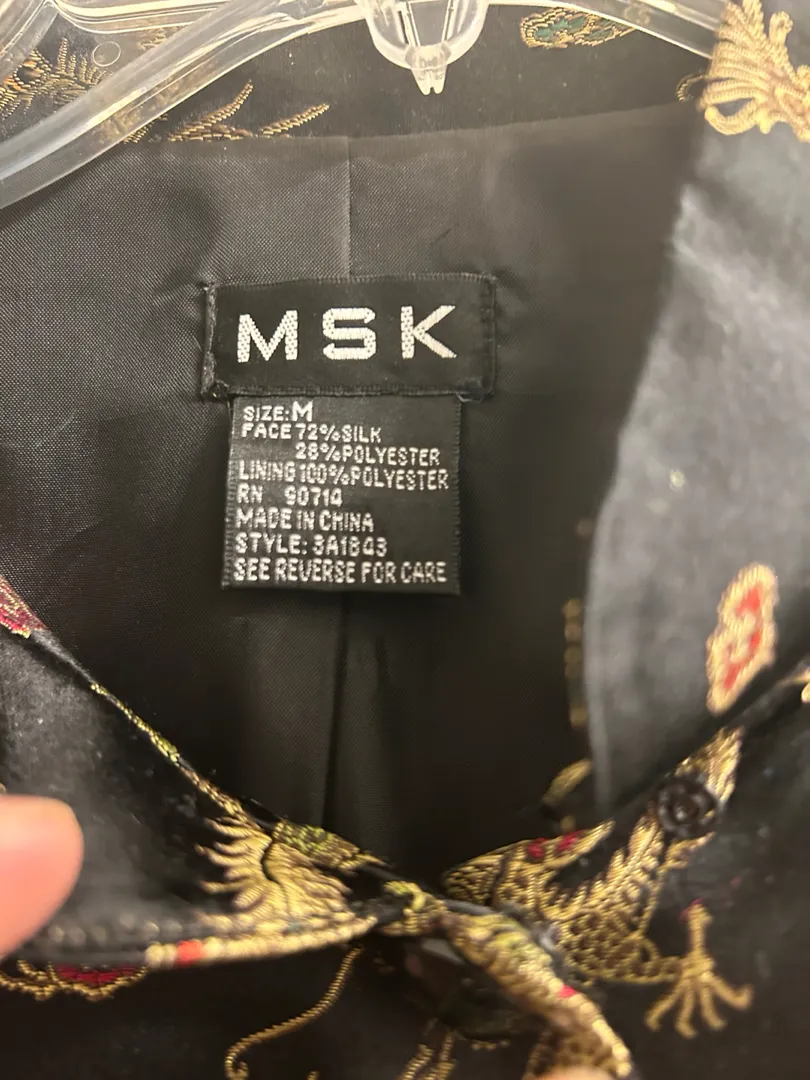 MSK
SIZE:M
FACE 72%SILK
28%POLYESTER
LINING 100%POLYESTER
RN 90714
MADE IN CHINA
STYLE: 3A1843
SEE REVERSE FOR CARE